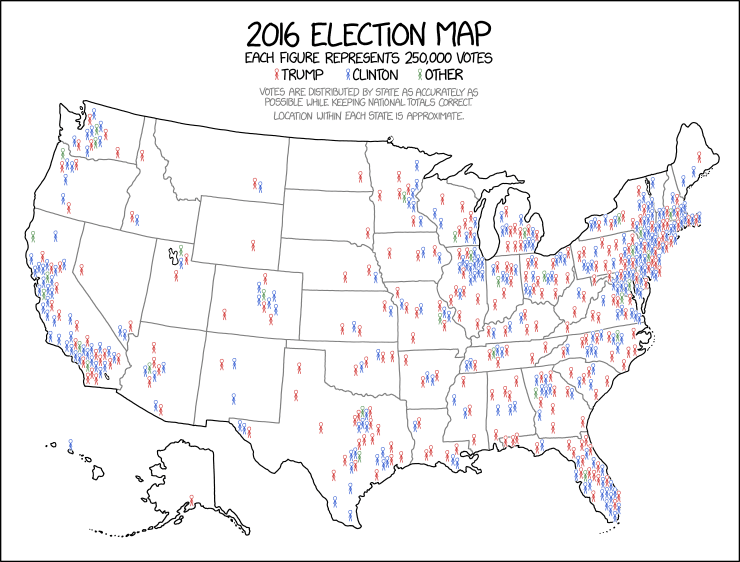 2016 ELECTION MAP
EACH FIGURE REPRESENTS 250,000 VOTES
TRUMP CLINTON OTHER
VOTES ARE DISTRIBUTED BY STATE AS ACCURATELY AS
POSSIBLE WHILE KEEPING NATIONAL TOTALS CORRECT.
LOCATION WITHIN EACH STATE IS APPROXIMATE.